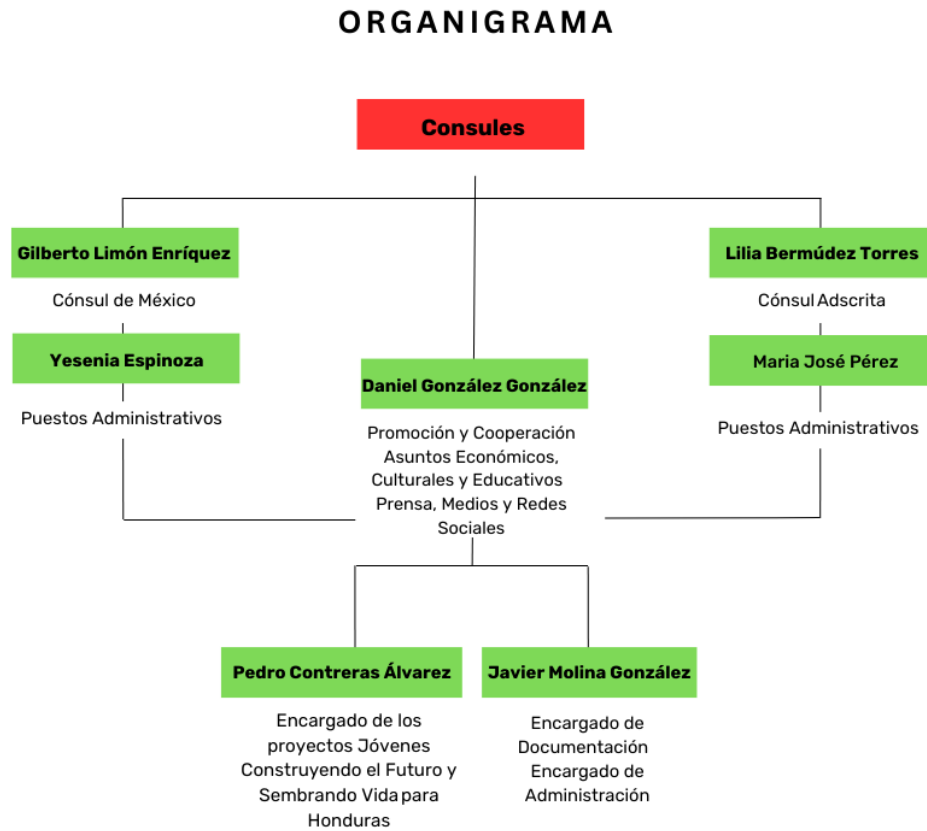 ORGANIGRAMA
Consules
Gilberto Limón Enríquez
Cónsul de México
Yesenia Espinoza
Puestos Administrativos
Lilia Bermúdez Torres
Cónsul Adscrita
Maria José Pérez
Puestos Administrativos
Daniel González González
Promoción y Cooperación
Asuntos Económicos,
Culturales y Educativos
Prensa, Medios y Redes
Sociales
Pedro Contreras Álvarez
Encargado de los
proyectos Jóvenes
Construyendo el Futuro y
Sembrando Vida para
Honduras
Javier Molina González
Encargado de
Documentación
Encargado de
Administración